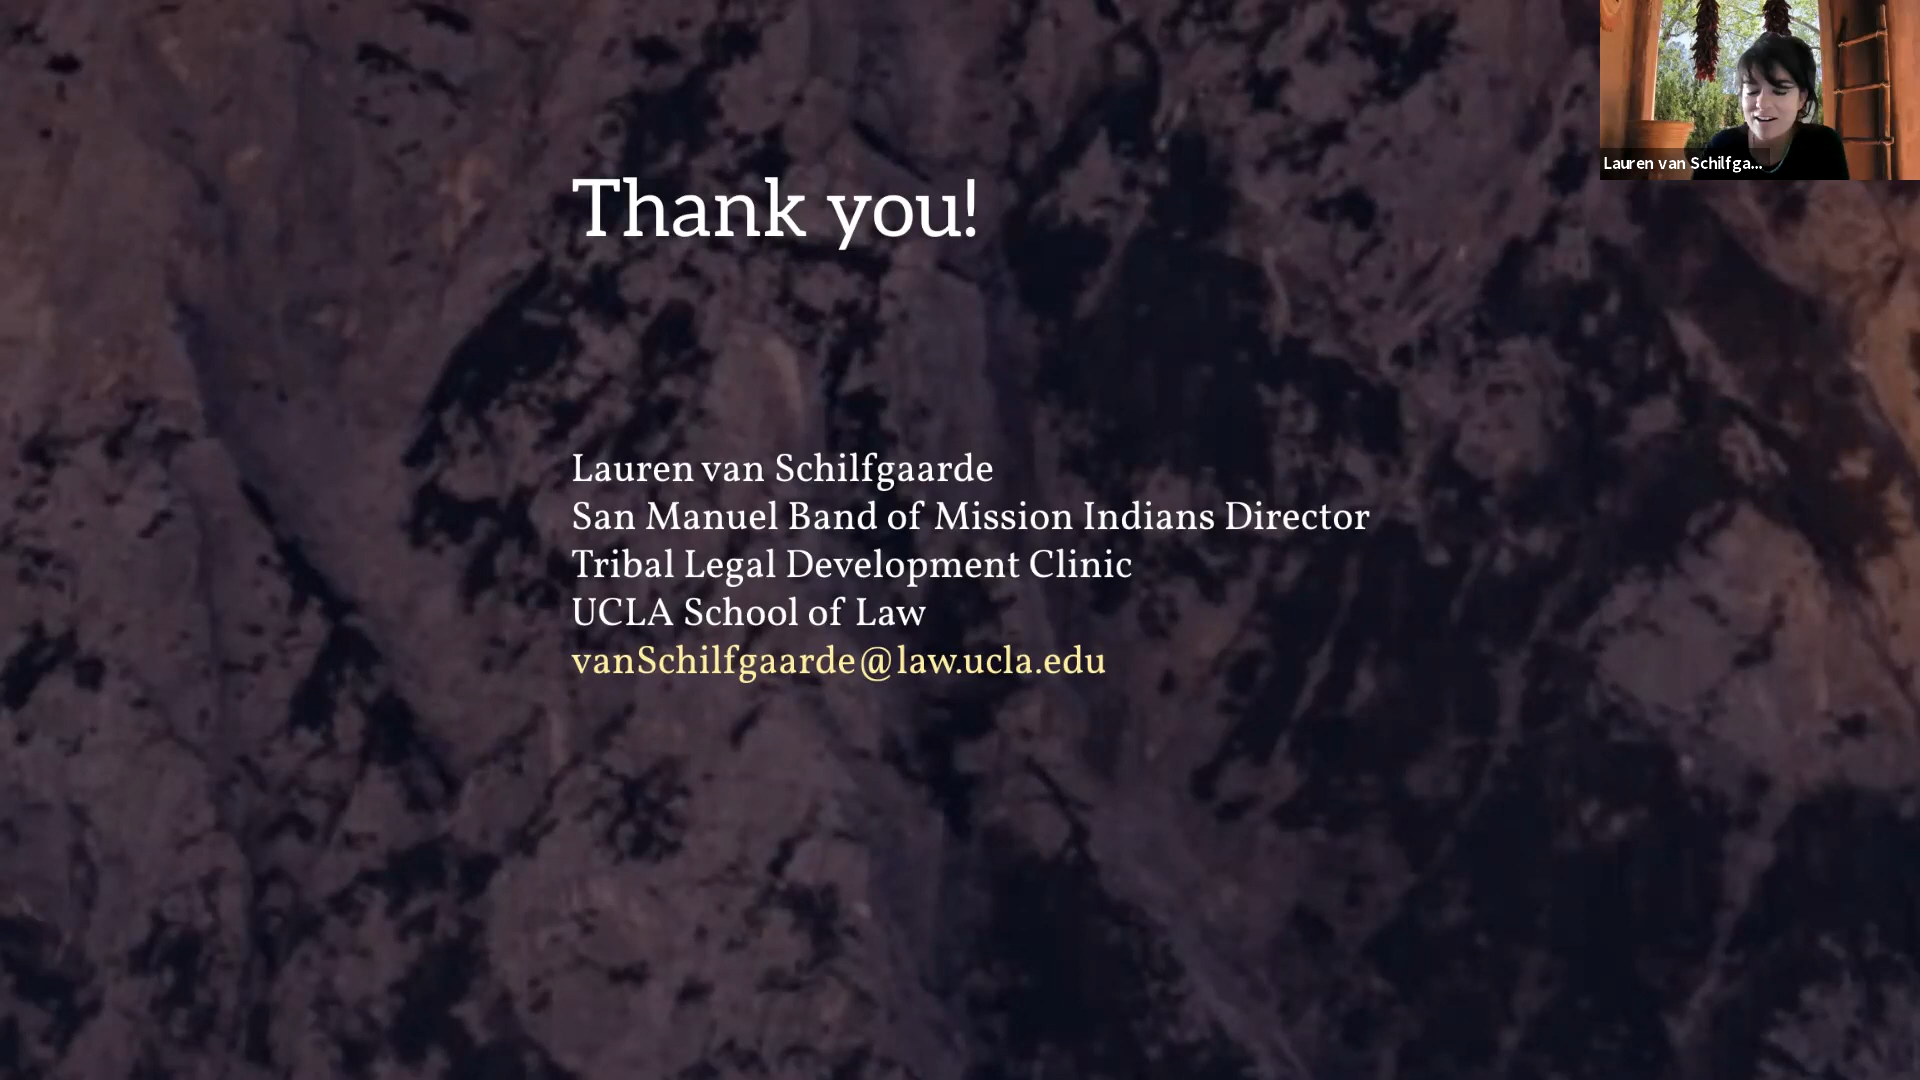 Thank you!
Lauren van Schilfga...
Lauren van Schilfgaarde
San Manuel Band of Mission Indians Director
Tribal Legal Development Clinic
UCLA School of Law
vanSchilfgaarde@law.ucla.edu